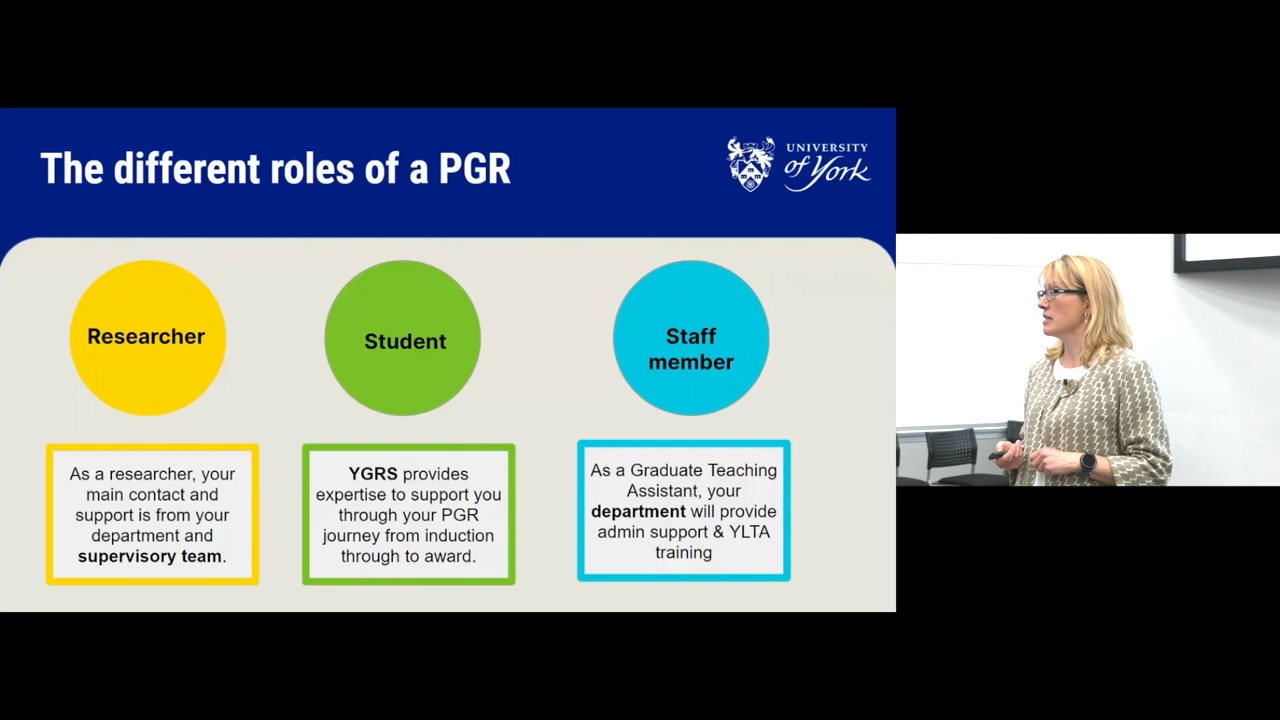 The different roles of a PGR
UNIVERSITY
of York
Researcher
Student
Staff
member
As a researcher, your
main contact and
support is from your
department and
supervisory team.
YGRS provides
expertise to support you
through your PGR
journey from induction
through to award.
As a Graduate Teaching
Assistant, your
department will provide
admin support & YLTA
training